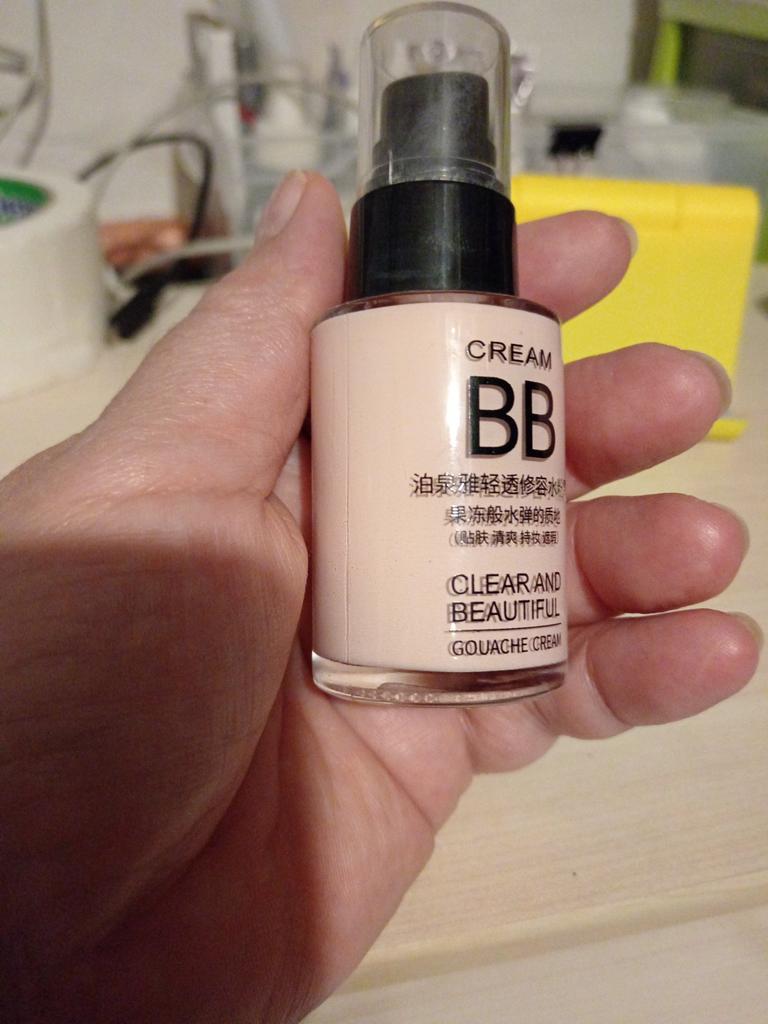 CREAM
BB
泊泉雅轻透修容水
果冻般水弹的质地
(贴肤 清爽 持妆 遮瑕)
CLEAR AND
BEAUTIFUL
GOUACHE CREAM